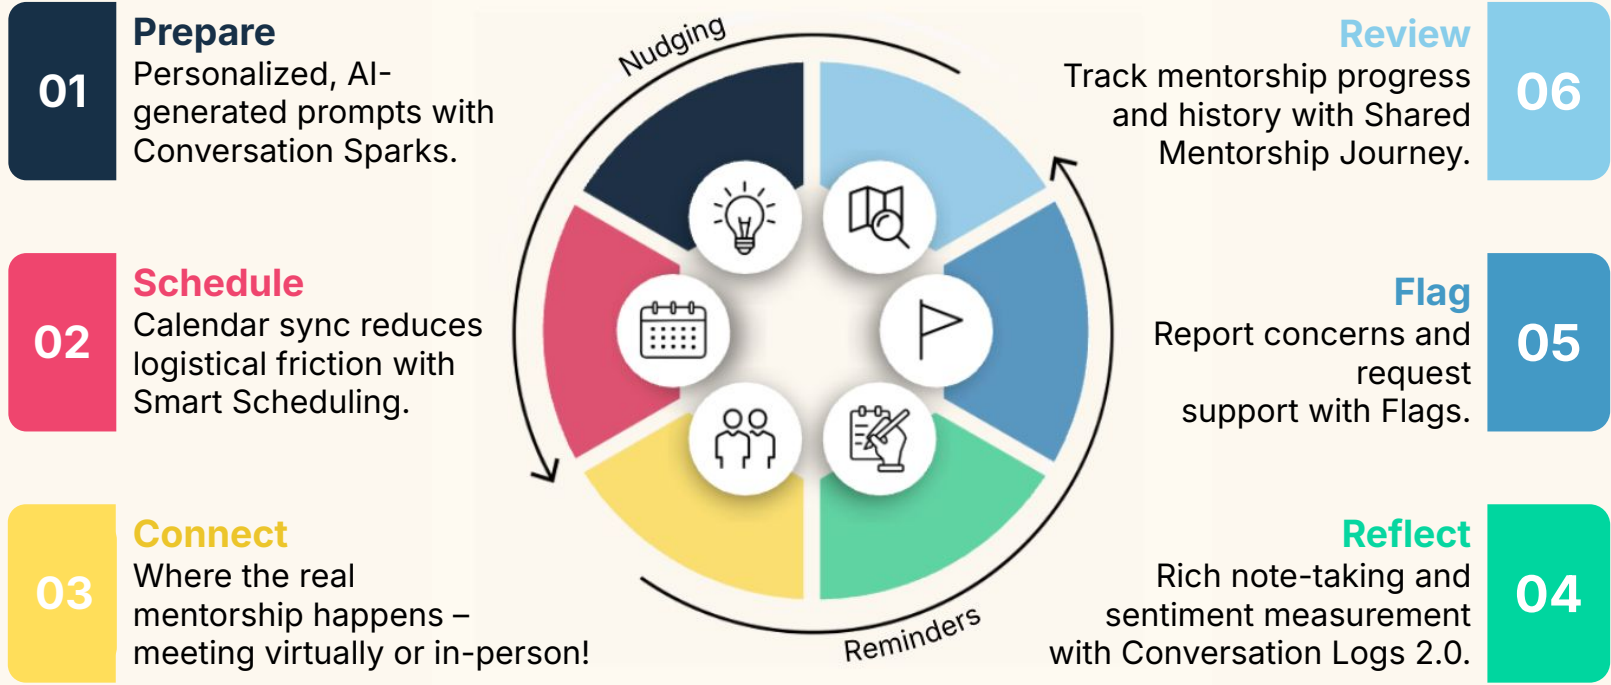 01
Prepare
Personalized, AI-
generated prompts with
Conversation Sparks.
02
Schedule
Calendar sync reduces
logistical friction with
Smart Scheduling.
03
Connect
Where the real
mentorship happens –
meeting virtually or in-person!
Nudging
Reminders
Review
Track mentorship progress
and history with Shared
Mentorship Journey.
06
Flag
Report concerns and
request
support with Flags.
05
Reflect
Rich note-taking and
sentiment measurement
with Conversation Logs 2.0.
04